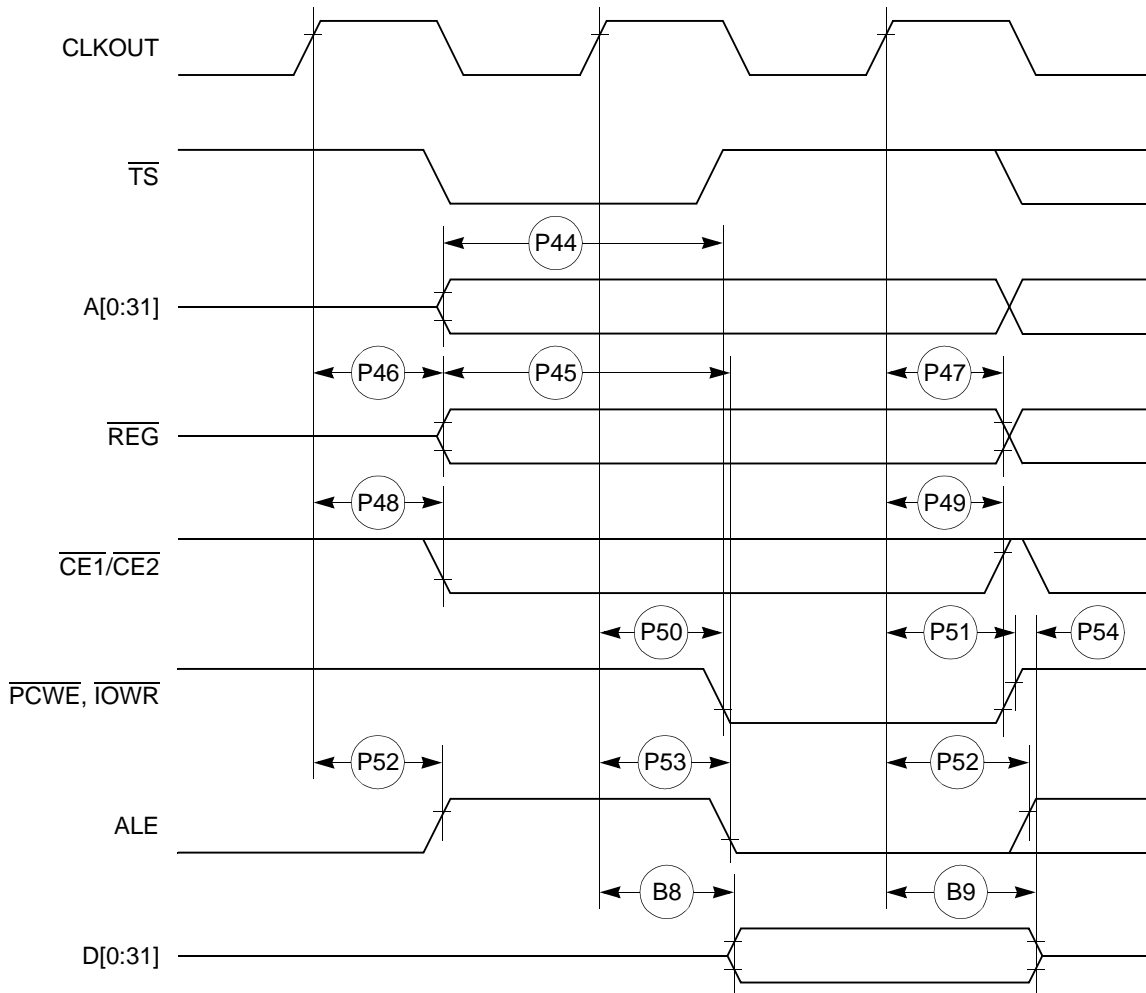 CLKOUT
TS
P44
A[0:31]
P46 P45 P47
REG
P48 P49
CE1/CE2
P50 P51 P54
PCWE, IOWR
P52 P53 P52
ALE
B8 B9
D[0:31]